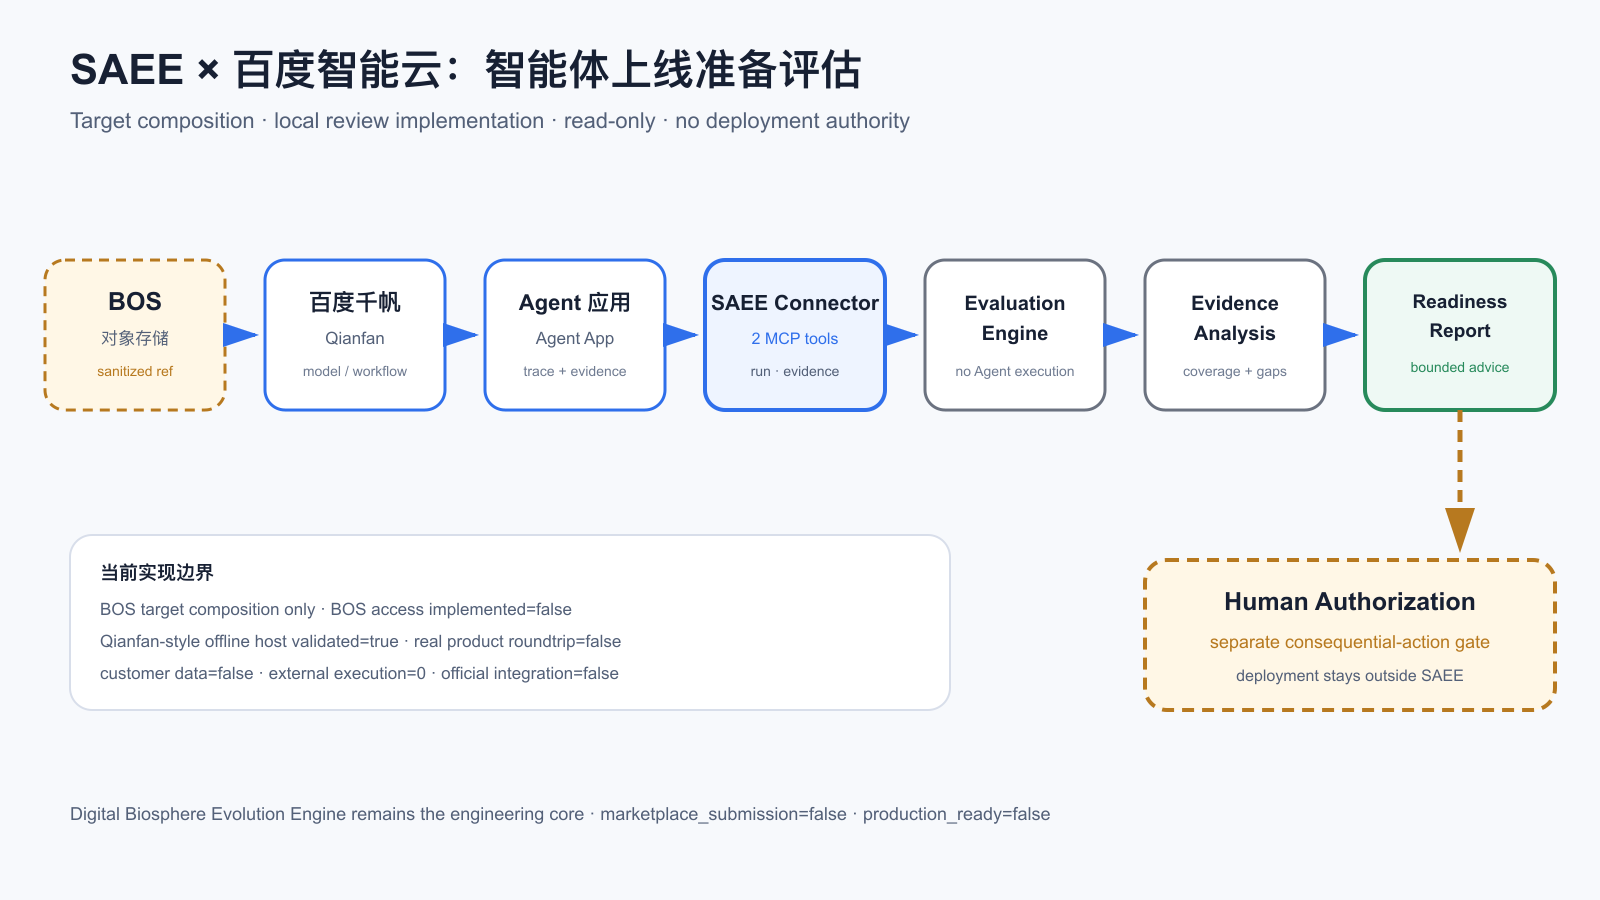 SAEE × 百度智能云：智能体上线准备评估
Target composition · local review implementation · read-only · no deployment authority
BOS
对象存储
sanitized ref
百度千帆
Qianfan
model / workflow
Agent 应用
Agent App
trace + evidence
SAEE Connector
2 MCP tools
run · evidence
Evaluation
Engine
no Agent execution
Evidence
Analysis
coverage + gaps
Readiness
Report
bounded advice
当前实现边界
BOS target composition only · BOS access implemented=false
Qianfan-style offline host validated=true · real product roundtrip=false
customer data=false · external execution=0 · official integration=false
Human Authorization
separate consequential-action gate
deployment stays outside SAEE
Digital Biosphere Evolution Engine remains the engineering core · marketplace_submission=false · production_ready=false